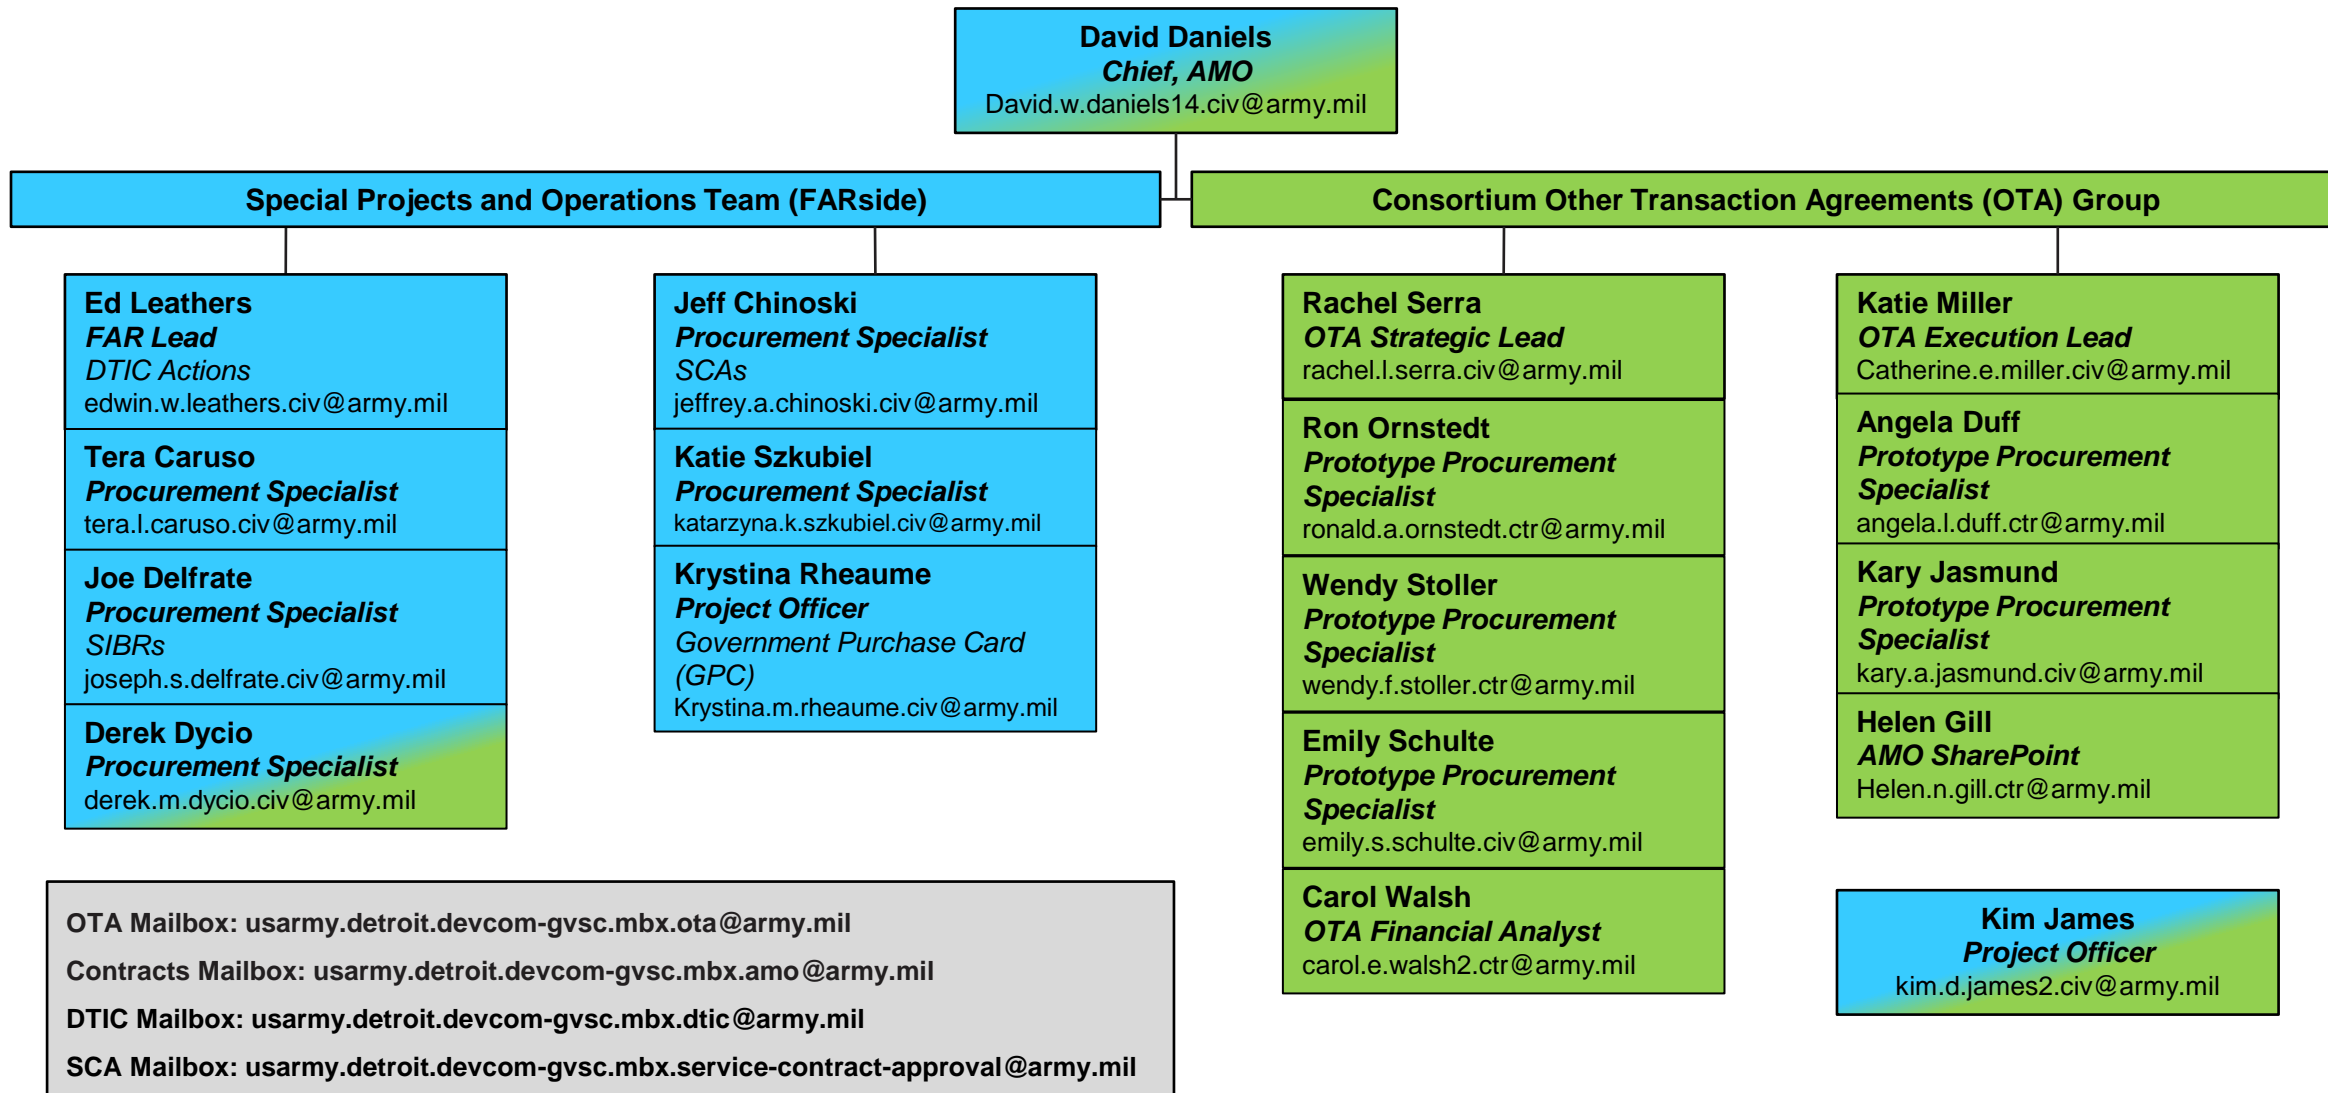 David Daniels
Chief, AMO
David.w.daniels14.civ@army.mil
Special Projects and Operations Team (FARside)
Consortium Other Transaction Agreements (OTA) Group
Ed Leathers
FAR Lead
DTIC Actions
edwin.w.leathers.civ@army.mil
Tera Caruso
Procurement Specialist
tera.l.caruso.civ@army.mil
Joe Delfrate
Procurement Specialist
SIBRs
joseph.s.delfrate.civ@army.mil
Derek Dycio
Procurement Specialist
derek.m.dycio.civ@army.mil
Jeff Chinoski
Procurement Specialist
SCAs
jeffrey.a.chinoski.civ@army.mil
Katie Szkubiel
Procurement Specialist
katarzyna.k.szkubiel.civ@army.mil
Krystina Rheaume
Project Officer
Government Purchase Card
(GPC)
Krystina.m.rheaume.civ@army.mil
Rachel Serra
OTA Strategic Lead
rachel.l.serra.civ@army.mil
Ron Ornstedt
Prototype Procurement
Specialist
ronald.a.ornstedt.ctr@army.mil
Wendy Stoller
Prototype Procurement
Specialist
wendy.f.stoller.ctr@army.mil
Emily Schulte
Prototype Procurement
Specialist
emily.s.schulte.civ@army.mil
Carol Walsh
OTA Financial Analyst
carol.e.walsh2.ctr@army.mil
Katie Miller
OTA Execution Lead
Catherine.e.miller.civ@army.mil
Angela Duff
Prototype Procurement
Specialist
angela.l.duff.ctr@army.mil
Kary Jasmund
Prototype Procurement
Specialist
kary.a.jasmund.civ@army.mil
Helen Gill
AMO SharePoint
Helen.n.gill.ctr@army.mil
Kim James
Project Officer
kim.d.james2.civ@army.mil
OTA Mailbox: usarmy.detroit.devcom-gvsc.mbx.ota@army.mil
Contracts Mailbox: usarmy.detroit.devcom-gvsc.mbx.amo@army.mil
DTIC Mailbox: usarmy.detroit.devcom-gvsc.mbx.dtic@army.mil
SCA Mailbox: usarmy.detroit.devcom-gvsc.mbx.service-contract-approval@army.mil